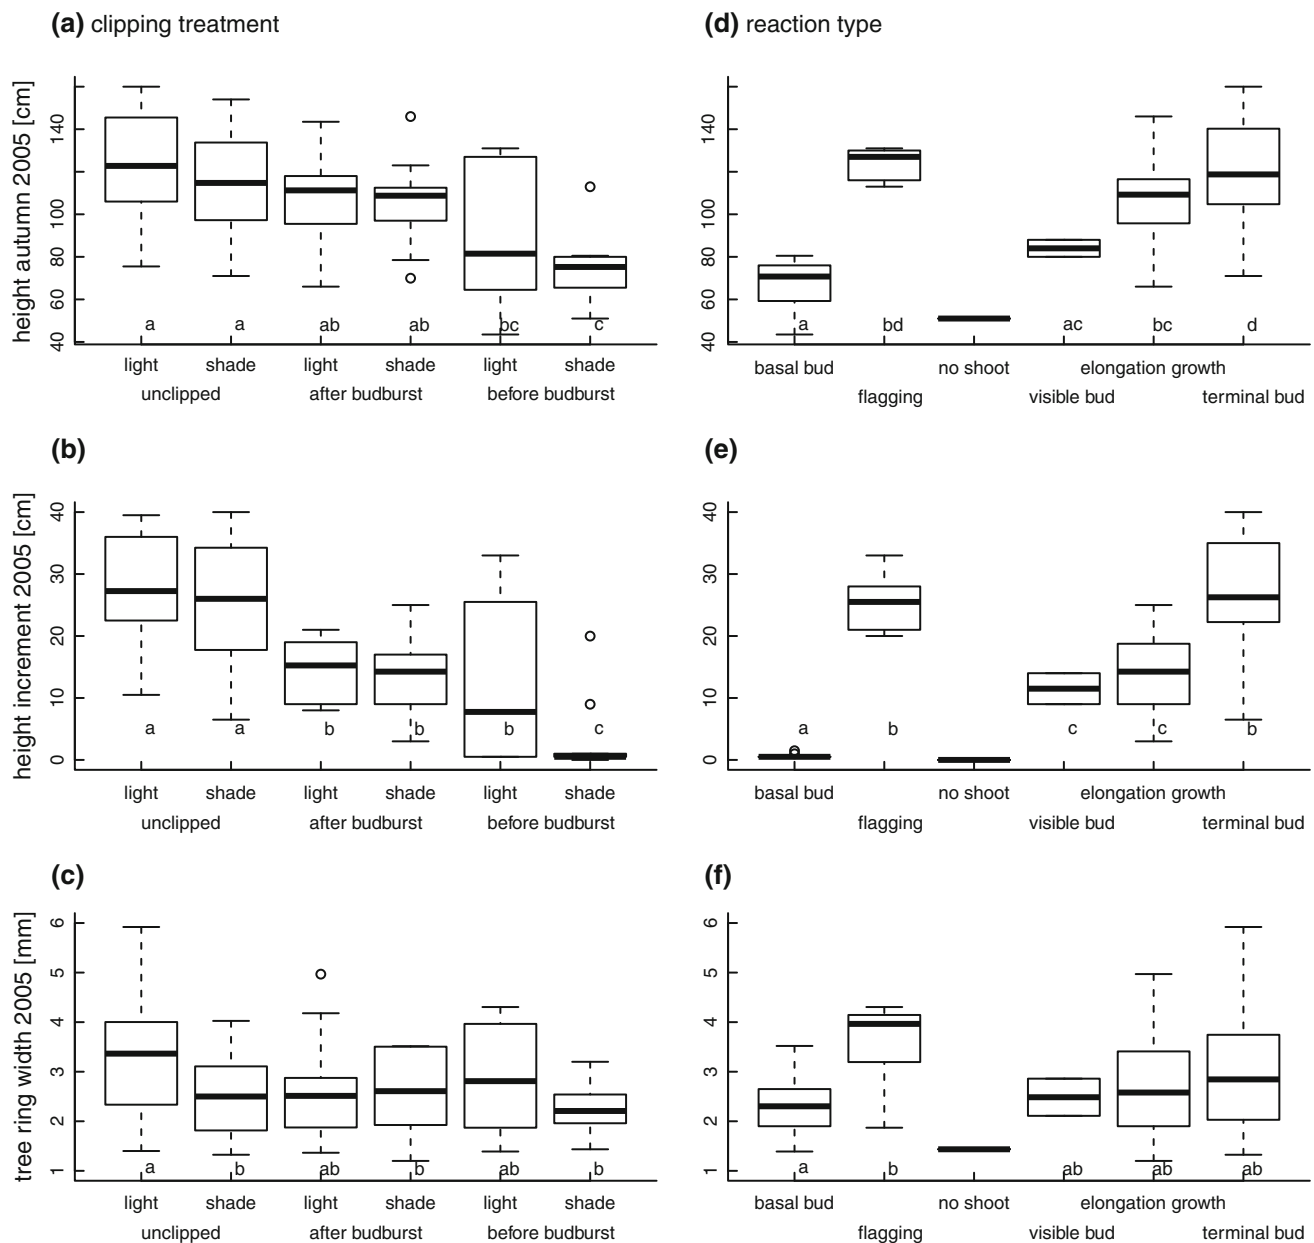 (a) clipping treatment
height autumn 2005 [cm]
40 60 80 100 140
a a ab ab bc c
light shade light shade light shade
unclipped after budburst before budburst
(d) reaction type
40 60 80 100 140
a bd ac bc d
basal bud no shoot elongation growth
flagging visible bud terminal bud
(b)
height increment 2005 [cm]
0 10 20 30 40
a a b b b c
light shade light shade light shade
unclipped after budburst before budburst
(e)
0 10 20 30 40
a b c c b
basal bud no shoot elongation growth
flagging visible bud terminal bud
(c)
tree ring width 2005 [mm]
1 2 3 4 5 6
a b ab b ab b
light shade light shade light shade
unclipped after budburst before budburst
(f)
1 2 3 4 5 6
a b ab ab ab
basal bud no shoot elongation growth
flagging visible bud terminal bud